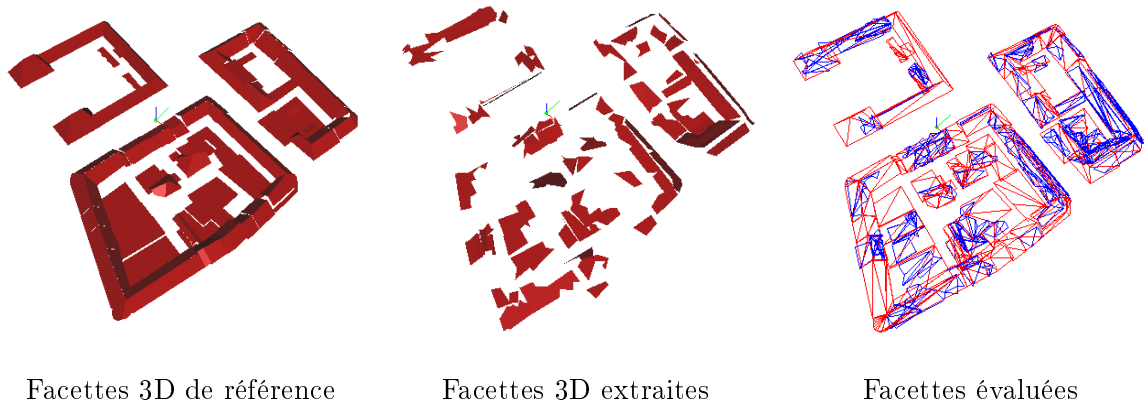 Facettes 3D de référence
Facettes 3D extraites
Facettes évaluées